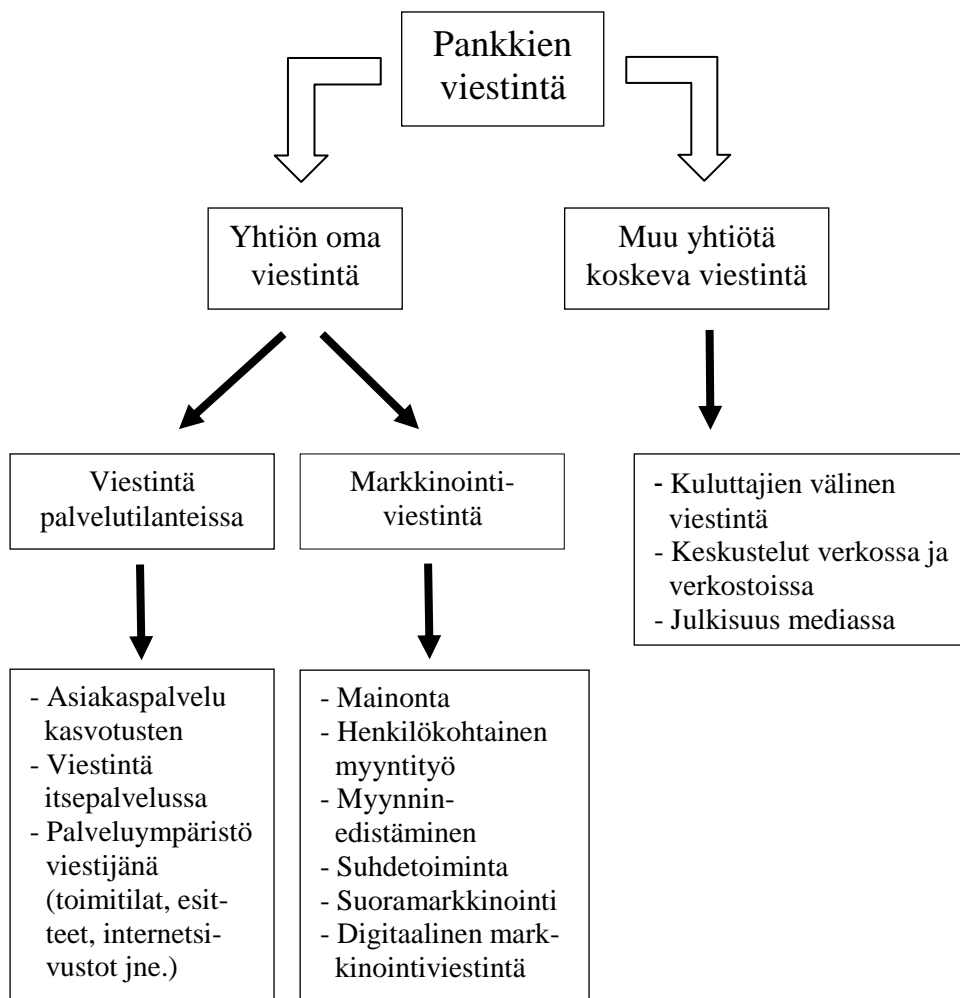 Pankkien
viestintä
Yhtiön oma
viestintä
Muu yhtiötä
koskeva viestintä
Viestintä
palvelutilanteissa
Markkinointi-
viestintä
- Kuluttajien välinen
viestintä
- Keskustelut verkossa ja
verkostoissa
- Julkisuus mediassa
- Asiakaspalvelu
kasvotusten
- Viestintä
itsepalvelussa
- Palveluympäristö
viestijänä
(toimitilat, esit-
teet, internetsi-
vustot jne.)
- Mainonta
- Henkilökohtainen
myyntityö
- Myynnin-
edistäminen
- Suhdetoiminta
- Suoramarkkinointi
- Digitaalinen mark-
kinointiviestintä